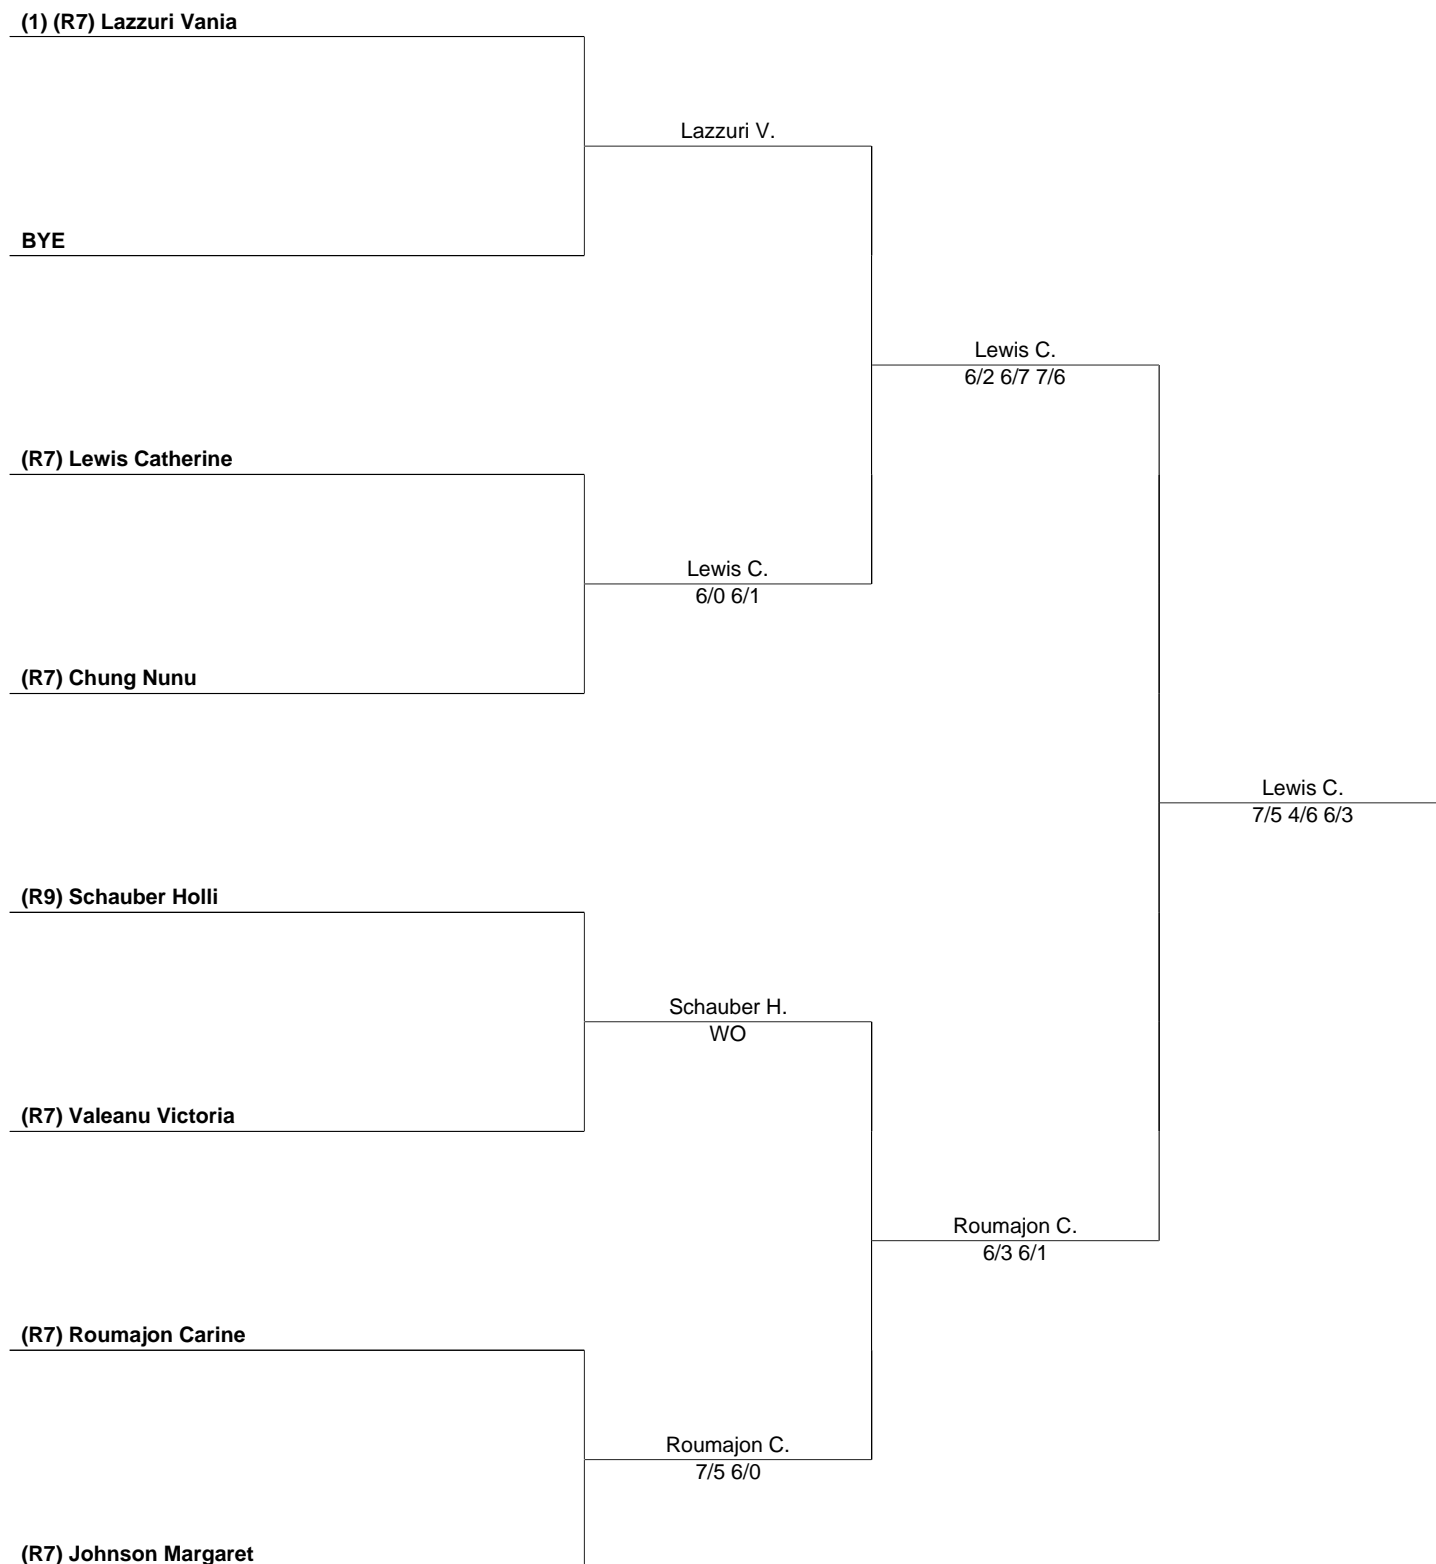 (1) (R7) Lazzuri Vania
Lazzuri V.
BYE
Lewis C.
6/2 6/7 7/6
(R7) Lewis Catherine
Lewis C.
6/0 6/1
(R7) Chung Nunu
Lewis C.
7/5 4/6 6/3
(R9) Schauber Holli
Schauber H.
WO
(R7) Valeanu Victoria
Roumajon C.
6/3 6/1
(R7) Roumajon Carine
Roumajon C.
7/5 6/0
(R7) Johnson Margaret